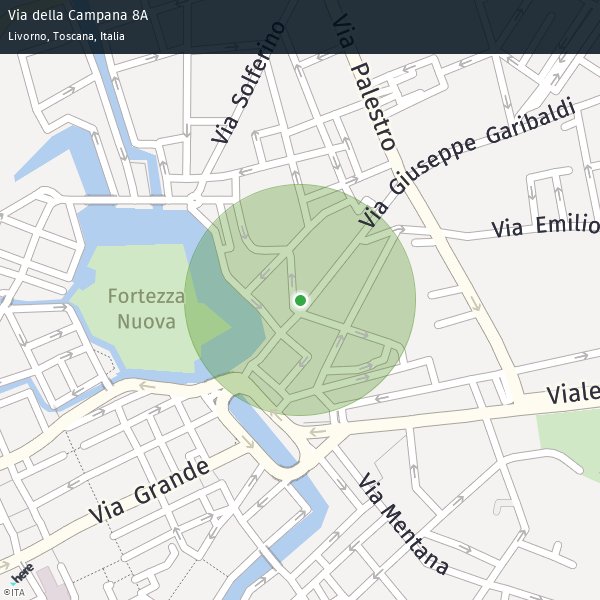 Via della Campana 8A
Livorno, Toscana, Italia
Via Solferino
Via Palestro
Via Giuseppe Garibaldi
Via Emilio
Fortezza
Nuova
Viale
Via Grande
Via Mentana
here
©ITA